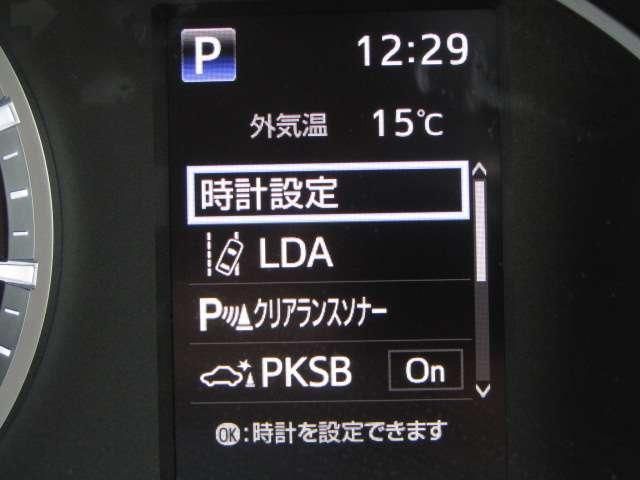 P 12:29
外気温 15℃
時計設定
LDA
Pクリアランスソナー
PKSB On
OK:時計を設定できます